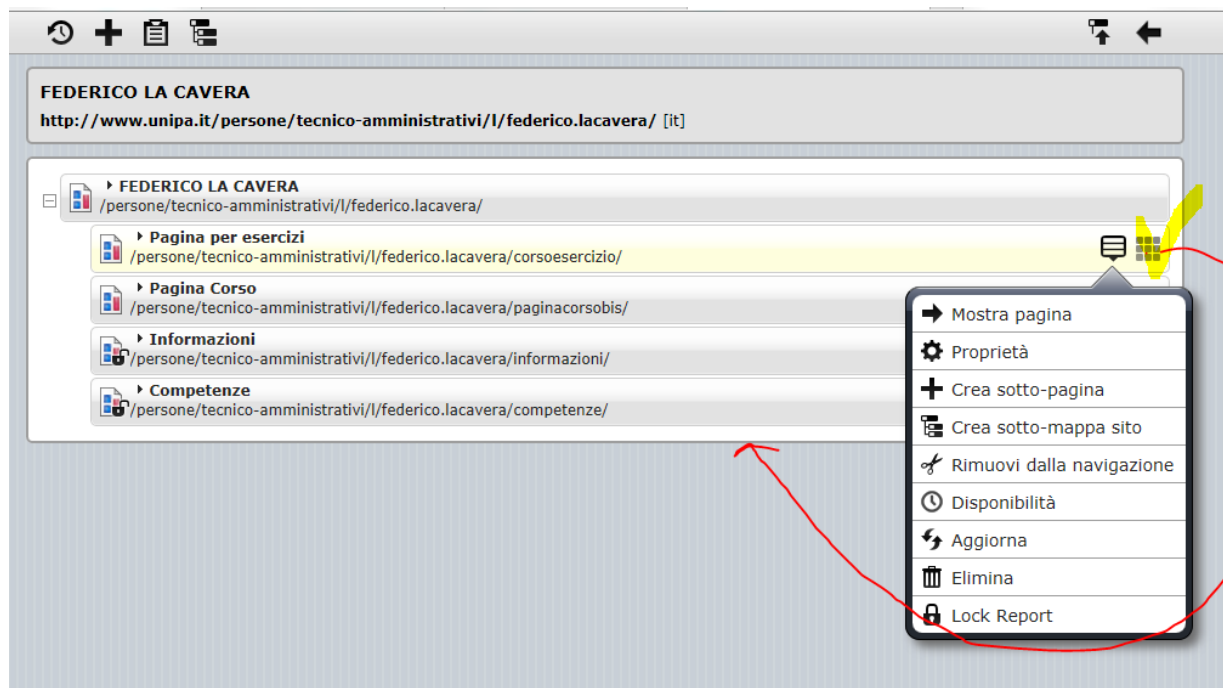 FEDERICO LA CAVERA
http://www.unipa.it/persone/tecnico-amministrativi/l/federico.lacavera/ [it]
FEDERICO LA CAVERA
/persone/tecnico-amministrativi/l/federico.lacavera/
Pagina per esercizi
/persone/tecnico-amministrativi/l/federico.lacavera/corsoesercizio/
Pagina Corso
/persone/tecnico-amministrativi/l/federico.lacavera/paginacorsobis/
Informazioni
/persone/tecnico-amministrativi/l/federico.lacavera/informazioni/
Competenze
/persone/tecnico-amministrativi/l/federico.lacavera/competenze/
Mostra pagina
Proprietà
Crea sotto-pagina
Crea sotto-mappa sito
Rimuovi dalla navigazione
Disponibilità
Aggiorna
Elimina
Lock Report